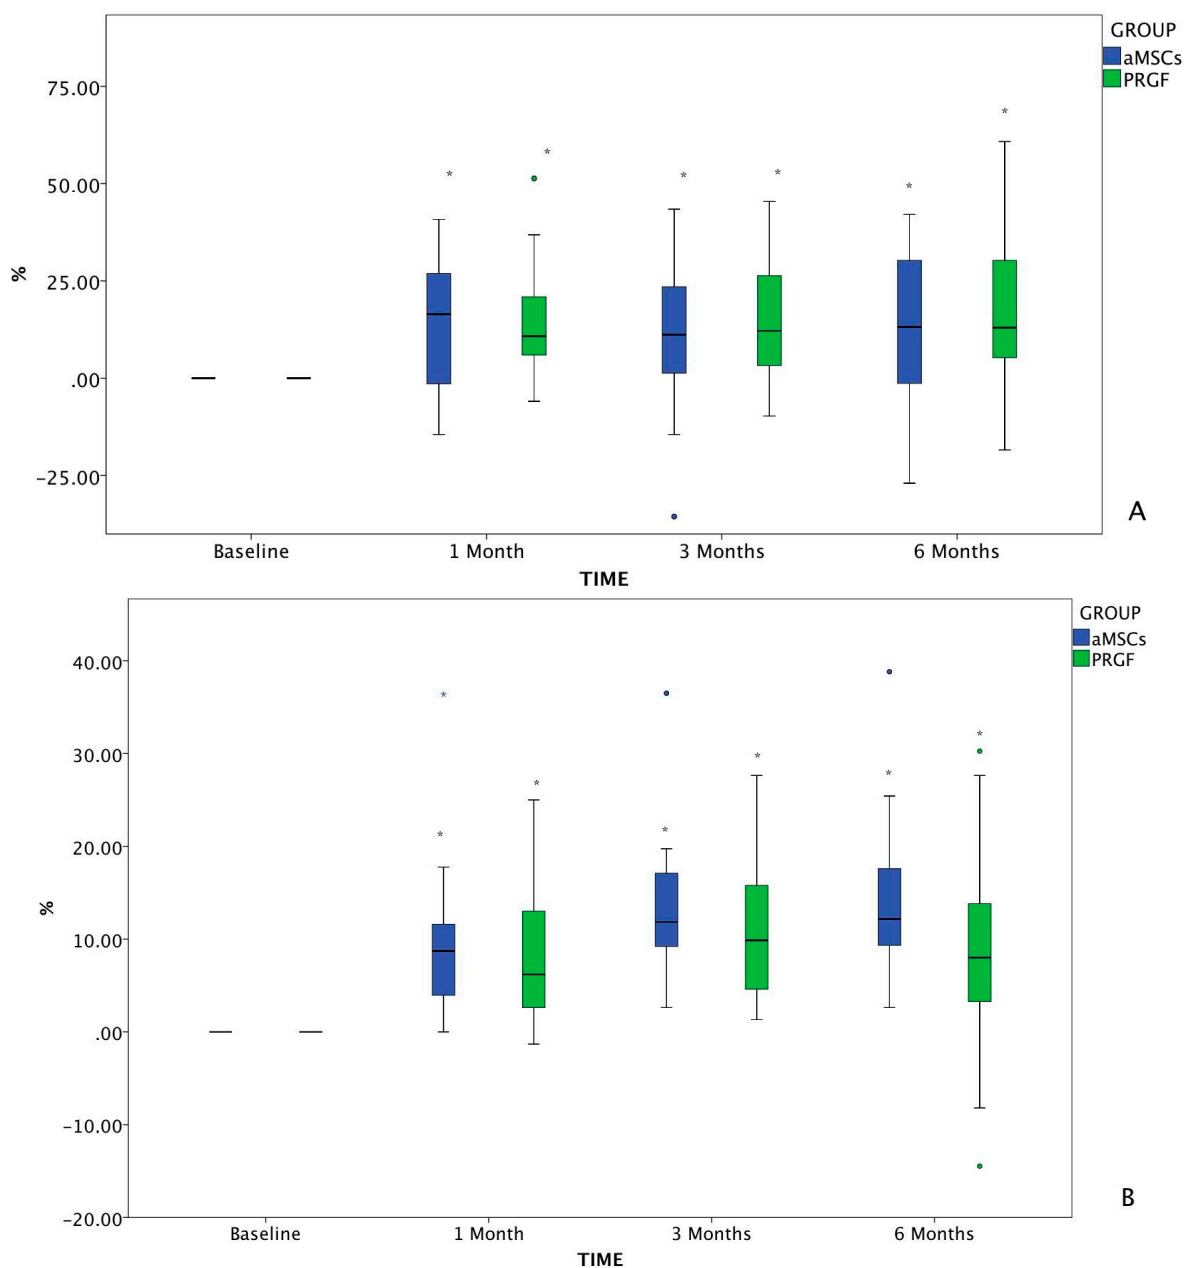 GROUP
aMSCs
PRGF
75.00
50.00
25.00
.00
-25.00
%
* * * * * *
A
Baseline 1 Month 3 Months 6 Months
TIME
GROUP
aMSCs
PRGF
40.00
30.00
20.00
10.00
.00
-10.00
-20.00
%
* * * * * * *
B
Baseline 1 Month 3 Months 6 Months
TIME